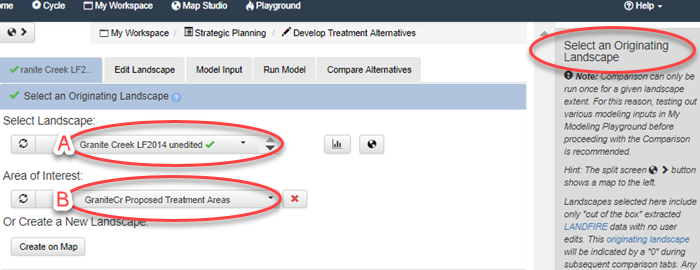 ome Cycle My Workspace Map Studio Playground Help
My Workspace / Strategic Planning / Develop Treatment Alternatives
ranite Creek LF2... Edit Landscape Model Input Run Model Compare Alternatives
Select an Originating Landscape ?
Select Landscape:
A Granite Creek LF2014 unedited
Area of Interest:
B GraniteCr Proposed Treatment Areas
Or Create a New Landscape:
Create on Map
Select an Originating
Landscape
Note: Comparison can only be
run once for a given landscape
extent. For this reason, testing out
various modeling inputs in My
Modeling Playground before
proceeding with the Comparison
is recommended.
Hint: The split screen > button
shows a map to the left.
Landscapes selected here include
only "out of the box" extracted
LANDFIRE data with no user
edits. This originating landscape
will be indicated by a "0" during
subsequent comparison tabs. Any